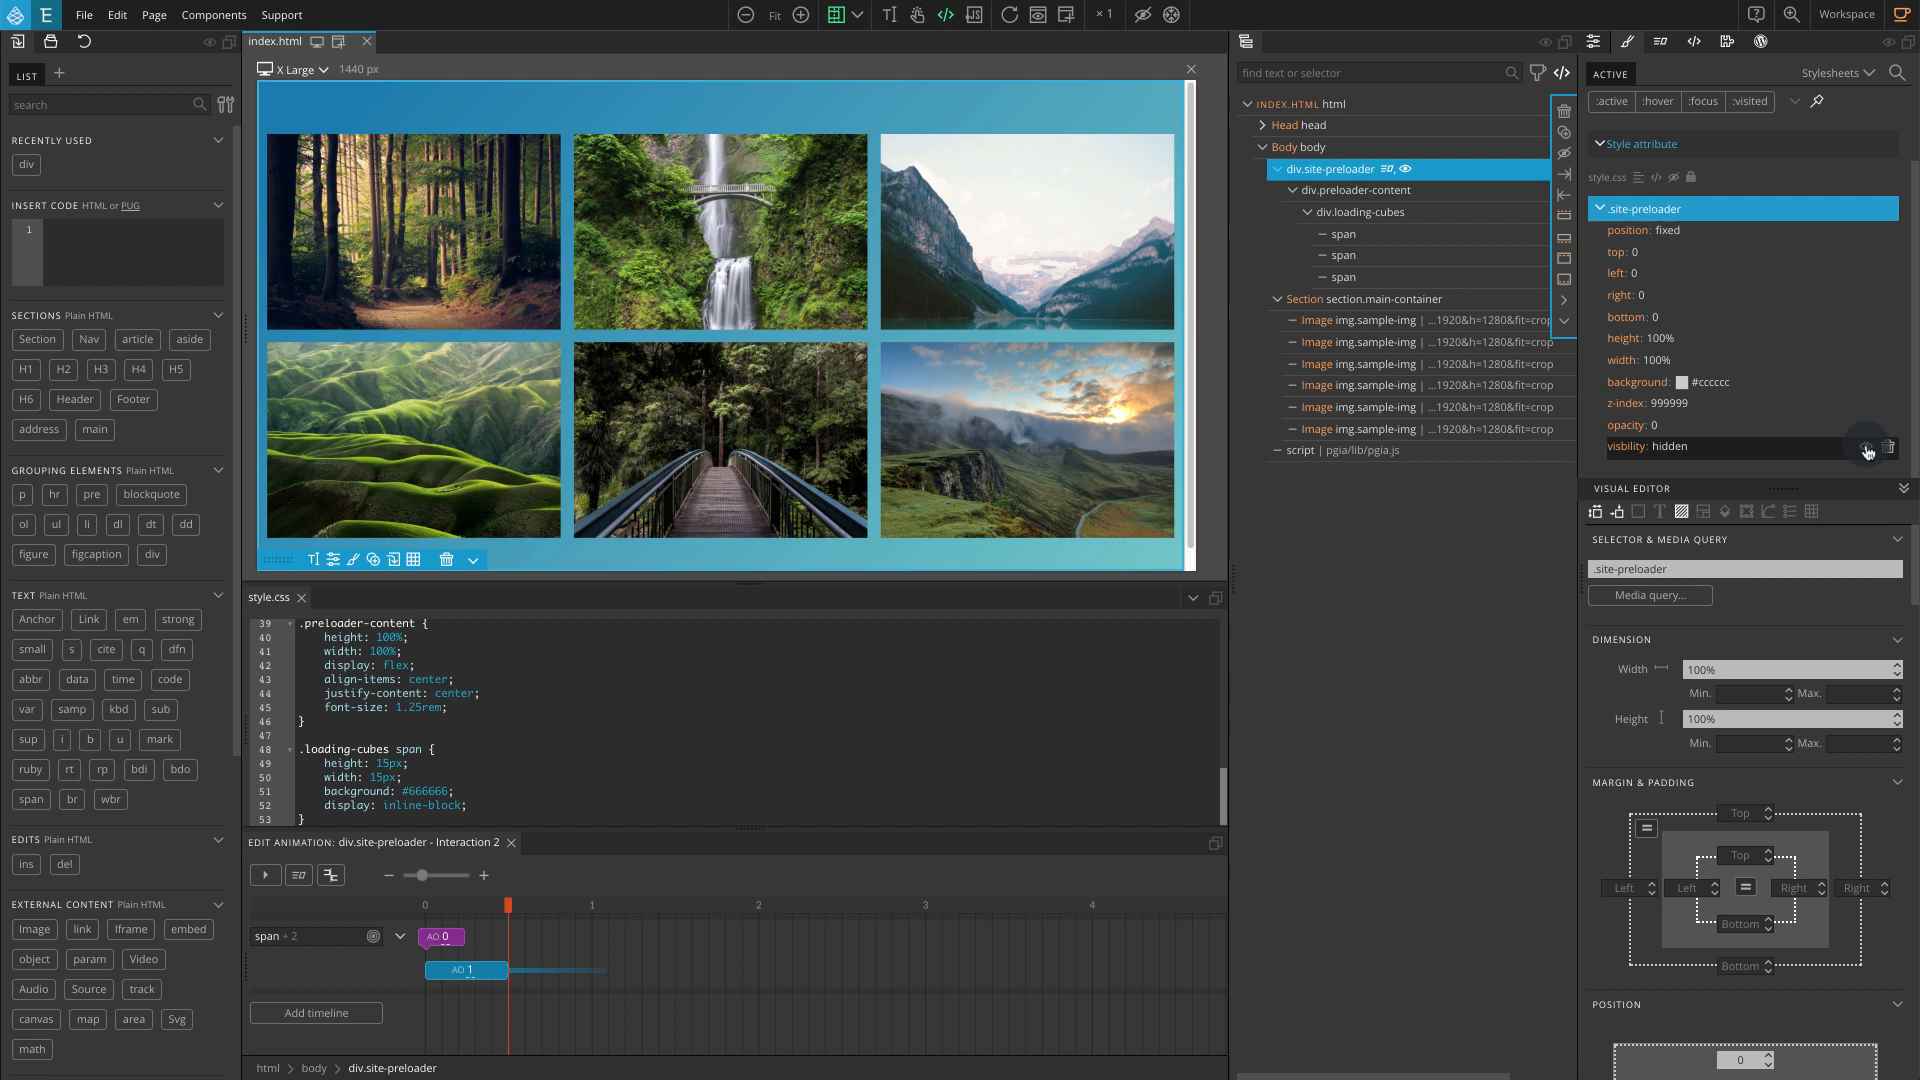 File Edit Page Components Support
Fit
× 1
Workspace
LIST
search
RECENTLY USED
div
INSERT CODE HTML or PUG
1
SECTIONS Plain HTML
Section Nav article aside
H1 H2 H3 H4 H5
H6 Header Footer
address main
GROUPING ELEMENTS Plain HTML
p hr pre blockquote
ol ul li dl dt dd
figure figcaption div
TEXT Plain HTML
Anchor Link em strong
small s cite q dfn
abbr data time code
var samp kbd sub
sup i b u mark
ruby rt rp bdi bdo
span br wbr
EDITS Plain HTML
ins del
EXTERNAL CONTENT Plain HTML
Image link Iframe embed
object param Video
Audio Source track
canvas map area Svg
math
index.html
X Large 1440 px
style.css
39 .preloader-content {
40 height: 100%;
41 width: 100%;
42 display: flex;
43 align-items: center;
44 justify-content: center;
45 font-size: 1.25rem;
46 }
47
48 .loading-cubes span {
49 height: 15px;
50 width: 15px;
51 background: #666666;
52 display: inline-block;
53 }
EDIT ANIMATION: div.site-preloader - Interaction 2
0 1 2 3 4
span + 2
AO 0
AO 1
Add timeline
html > body > div.site-preloader
find text or selector
INDEX.HTML html
Head head
Body body
div.site-preloader
div.preloader-content
div.loading-cubes
span
span
span
Section section.main-container
Image img.sample-img | ...1920&h=1280&fit=crop
Image img.sample-img | ...1920&h=1280&fit=crop
Image img.sample-img | ...1920&h=1280&fit=crop
Image img.sample-img | ...1920&h=1280&fit=crop
Image img.sample-img | ...1920&h=1280&fit=crop
Image img.sample-img | ...1920&h=1280&fit=crop
script | pgia/lib/pgia.js
ACTIVE
Stylesheets
:active :hover :focus :visited
Style attribute
style.css
.site-preloader
position: fixed
top: 0
left: 0
right: 0
bottom: 0
height: 100%
width: 100%
background: #cccccc
z-index: 999999
opacity: 0
visbility: hidden
VISUAL EDITOR
SELECTOR & MEDIA QUERY
.site-preloader
Media query...
DIMENSION
Width 100%
Min. Max.
Height 100%
Min. Max.
MARGIN & PADDING
Top
Top
Left Left Right Right
Bottom
Bottom
POSITION
0